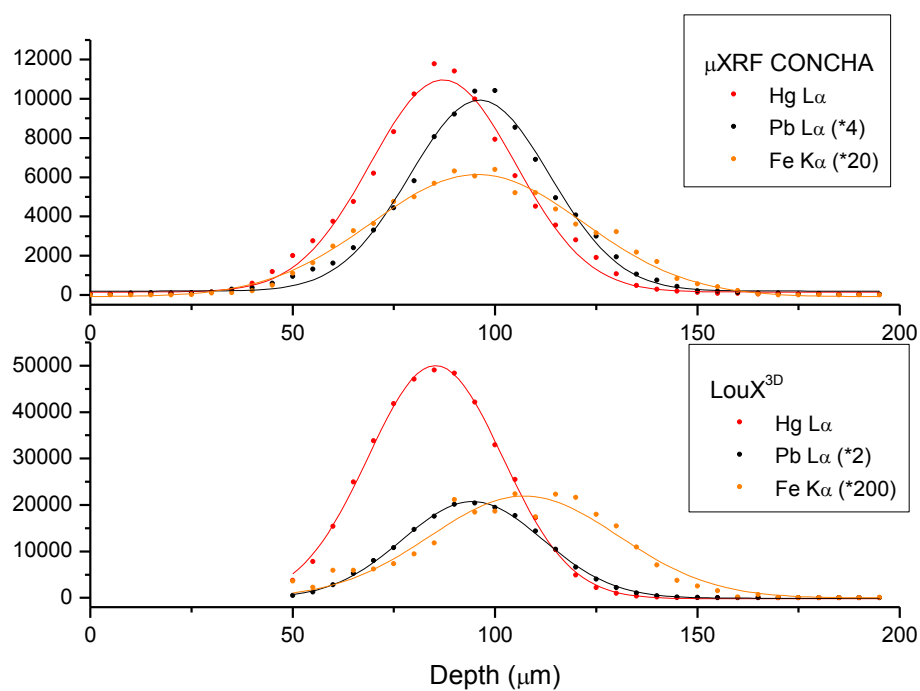 12000
10000
8000
6000
4000
2000
0
0 50 100 150 200
μXRF CONCHA
Hg Lα
Pb Lα (*4)
Fe Kα (*20)
50000
40000
30000
20000
10000
0
0 50 100 150 200
LouX3D
Hg Lα
Pb Lα (*2)
Fe Kα (*200)
Depth (μm)